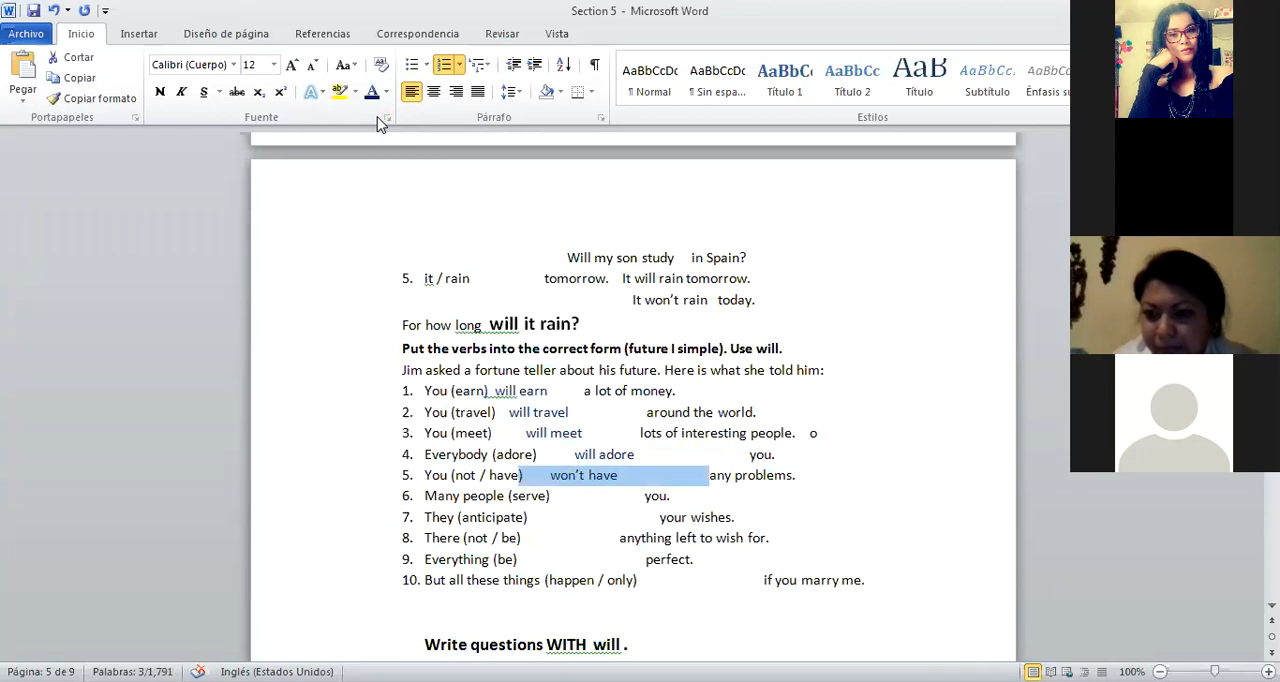 Section 5 - Microsoft Word
Archivo Inicio Insertar Diseño de página Referencias Correspondencia Revisar Vista
Cortar
Copiar
Copiar formato
Pegar
Portapapeles
Calibri (Cuerpo) 12
Fuente
Párrafo
AaBbCcDc AaBbCcDc AaBbC AaBbCc AaB AaBbCc AaBbCcDc
¶ Normal ¶ Sin espa... Título 1 Título 2 Título Subtítulo Énfasis su
Estilos
Will my son study in Spain?
5. it / rain tomorrow. It will rain tomorrow.
It won't rain today.
For how long will it rain?
Put the verbs into the correct form (future I simple). Use will.
Jim asked a fortune teller about his future. Here is what she told him:
1. You (earn) will earn a lot of money.
2. You (travel) will travel around the world.
3. You (meet) will meet lots of interesting people. o
4. Everybody (adore) will adore you.
5. You (not / have) won't have any problems.
6. Many people (serve) you.
7. They (anticipate) your wishes.
8. There (not / be) anything left to wish for.
9. Everything (be) perfect.
10. But all these things (happen / only) if you marry me.
Write questions WITH will .
Página: 5 de 9 Palabras: 3/1,791 Inglés (Estados Unidos) 100%